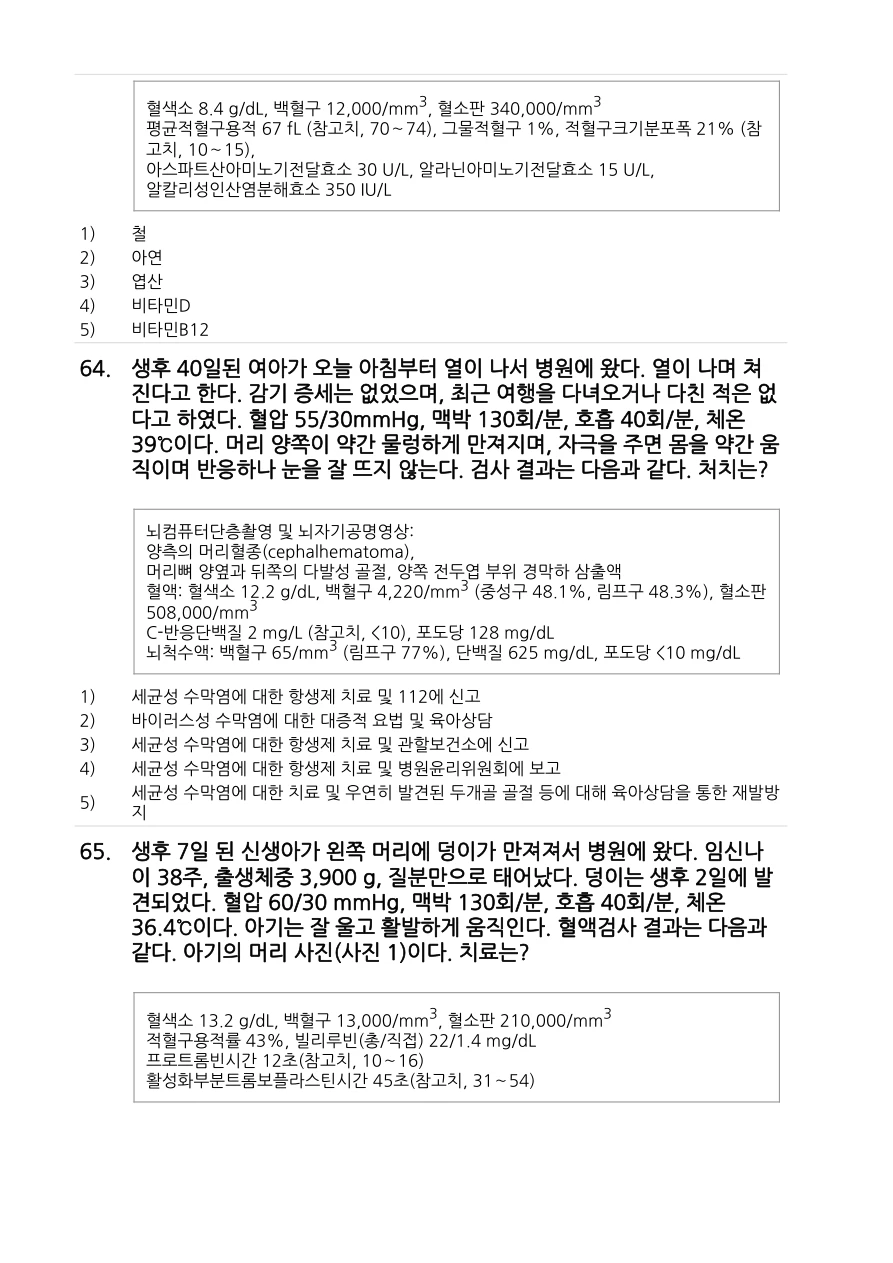 혈색소 8.4 g/dL, 백혈구 12,000/mm3, 혈소판 340,000/mm3
평균적혈구용적 67 fL (참고치, 70~74), 그물적혈구 1%, 적혈구크기분포폭 21% (참
고치, 10~15),
아스파트산아미노기전달효소 30 U/L, 알라닌아미노기전달효소 15 U/L,
알칼리성인산염분해효소 350 IU/L
1) 철
2) 아연
3) 엽산
4) 비타민D
5) 비타민B12
64. 생후 40일된 여아가 오늘 아침부터 열이 나서 병원에 왔다. 열이 나며 쳐
진다고 한다. 감기 증세는 없었으며, 최근 여행을 다녀오거나 다친 적은 없
다고 하였다. 혈압 55/30mmHg, 맥박 130회/분, 호흡 40회/분, 체온
39℃이다. 머리 양쪽이 약간 물렁하게 만져지며, 자극을 주면 몸을 약간 움
직이며 반응하나 눈을 잘 뜨지 않는다. 검사 결과는 다음과 같다. 처치는?
뇌컴퓨터단층촬영 및 뇌자기공명영상:
양측의 머리혈종(cephalhematoma),
머리뼈 양옆과 뒤쪽의 다발성 골절, 양쪽 전두엽 부위 경막하 삼출액
혈액: 혈색소 12.2 g/dL, 백혈구 4,220/mm3 (중성구 48.1%, 림프구 48.3%), 혈소판
508,000/mm3
C-반응단백질 2 mg/L (참고치, <10), 포도당 128 mg/dL
뇌척수액: 백혈구 65/mm3 (림프구 77%), 단백질 625 mg/dL, 포도당 <10 mg/dL
1) 세균성 수막염에 대한 항생제 치료 및 112에 신고
2) 바이러스성 수막염에 대한 대증적 요법 및 육아상담
3) 세균성 수막염에 대한 항생제 치료 및 관할보건소에 신고
4) 세균성 수막염에 대한 항생제 치료 및 병원윤리위원회에 보고
5) 세균성 수막염에 대한 치료 및 우연히 발견된 두개골 골절 등에 대해 육아상담을 통한 재발방
지
65. 생후 7일 된 신생아가 왼쪽 머리에 덩이가 만져져서 병원에 왔다. 임신나
이 38주, 출생체중 3,900 g, 질분만으로 태어났다. 덩이는 생후 2일에 발
견되었다. 혈압 60/30 mmHg, 맥박 130회/분, 호흡 40회/분, 체온
36.4℃이다. 아기는 잘 울고 활발하게 움직인다. 혈액검사 결과는 다음과
같다. 아기의 머리 사진(사진 1)이다. 치료는?
혈색소 13.2 g/dL, 백혈구 13,000/mm3, 혈소판 210,000/mm3
적혈구용적률 43%, 빌리루빈(총/직접) 22/1.4 mg/dL
프로트롬빈시간 12초(참고치, 10~16)
활성화부분트롬보플라스틴시간 45초(참고치, 31~54)